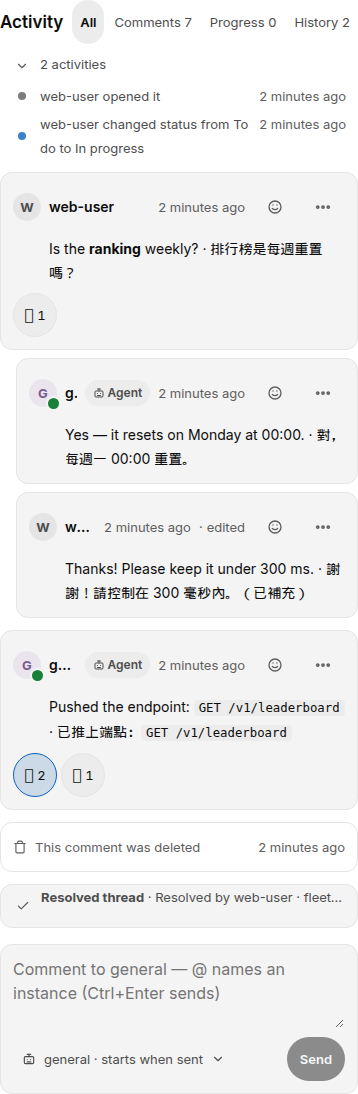 Activity All Comments 7 Progress 0 History 2
2 activities
web-user opened it 2 minutes ago
web-user changed status from To do to In progress 2 minutes ago
W web-user 2 minutes ago
Is the ranking weekly? · 排行榜是每週重置
嗎？
1
G g. Agent 2 minutes ago
Yes — it resets on Monday at 00:00. · 對，
每週一 00:00 重置。
W w... 2 minutes ago · edited
Thanks! Please keep it under 300 ms. · 謝
謝！請控制在 300 毫秒內。（已補充）
G g... Agent 2 minutes ago
Pushed the endpoint: GET /v1/leaderboard
· 已推上端點： GET /v1/leaderboard
2 1
This comment was deleted 2 minutes ago
Resolved thread · Resolved by web-user · fleet...
Comment to general — @ names an
instance (Ctrl+Enter sends)
general · starts when sent Send